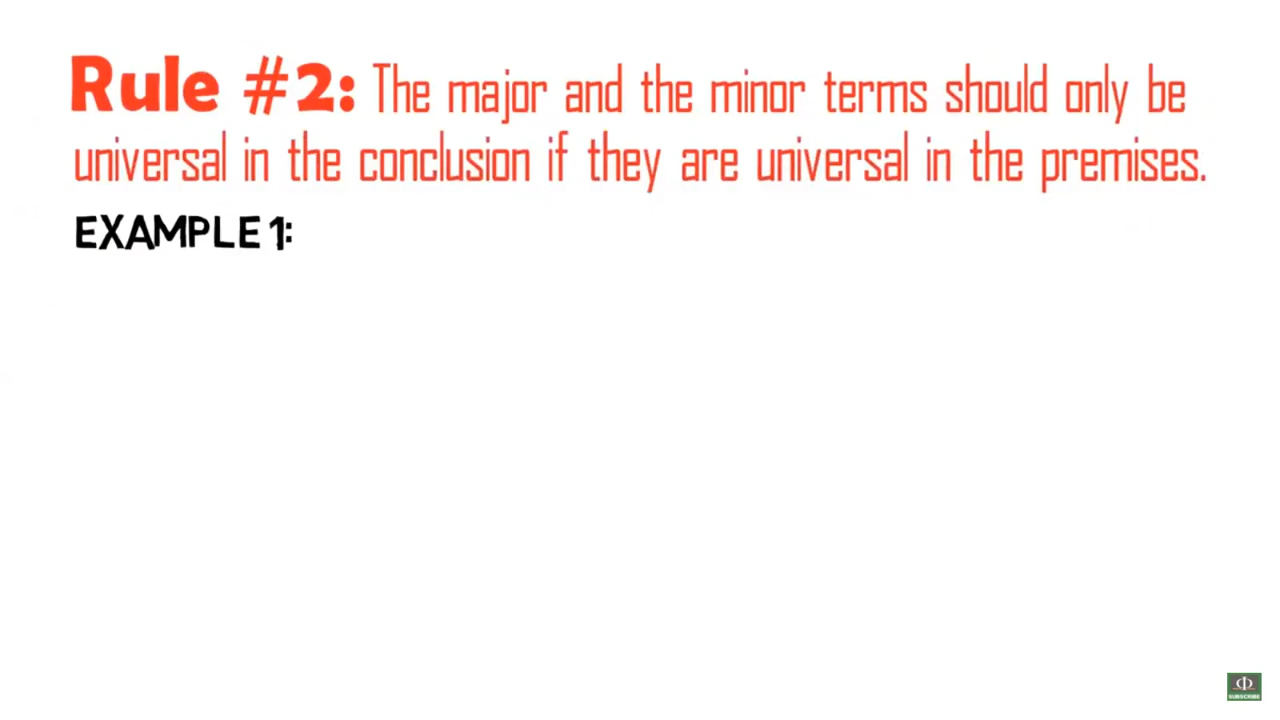 Rule #2: The major and the minor terms should only be
universal in the conclusion if they are universal in the premises.
EXAMPLE 1:
SUBSCRIBE